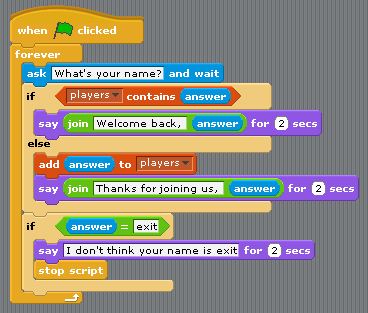 when clicked
forever
ask What's your name? and wait
if players contains answer
say join Welcome back, answer for 2 secs
else
add answer to players
say join Thanks for joining us, answer for 2 secs
if answer = exit
say I don't think your name is exit for 2 secs
stop script